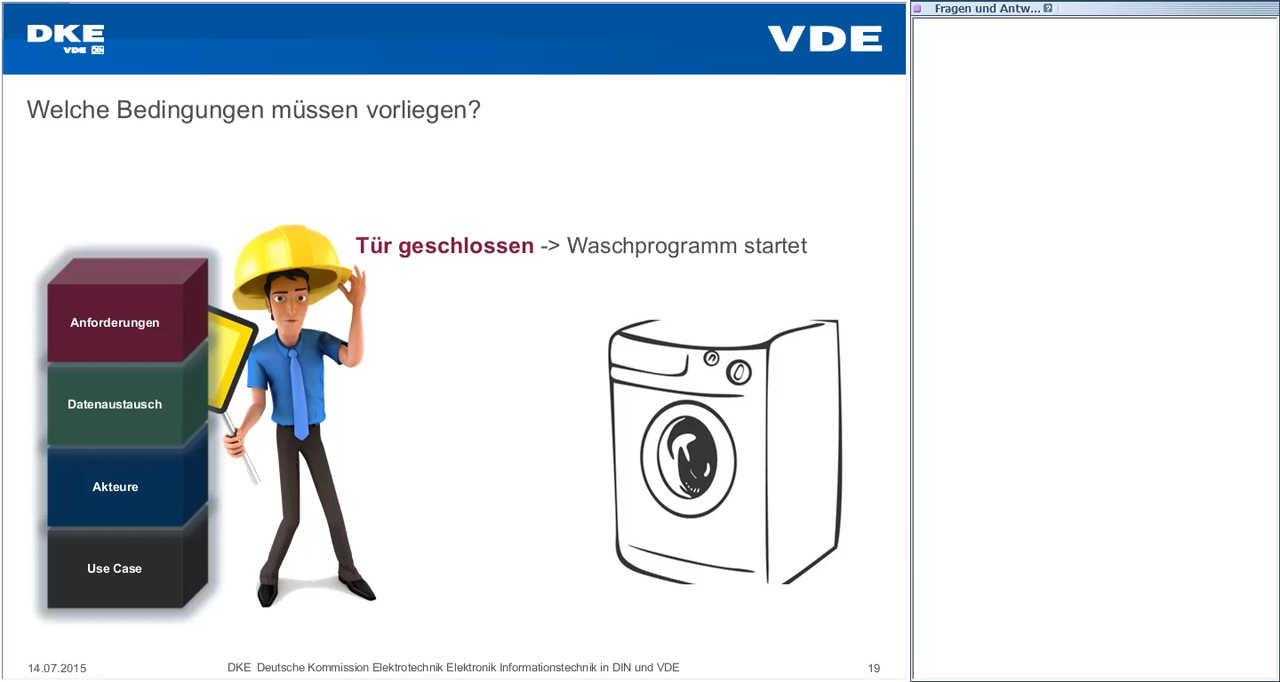 DKE
VDE DIN
VDE
Fragen und Antw...
Welche Bedingungen müssen vorliegen?
Tür geschlossen -> Waschprogramm startet
Anforderungen
Datenaustausch
Akteure
Use Case
14.07.2015
DKE Deutsche Kommission Elektrotechnik Elektronik Informationstechnik in DIN und VDE
19